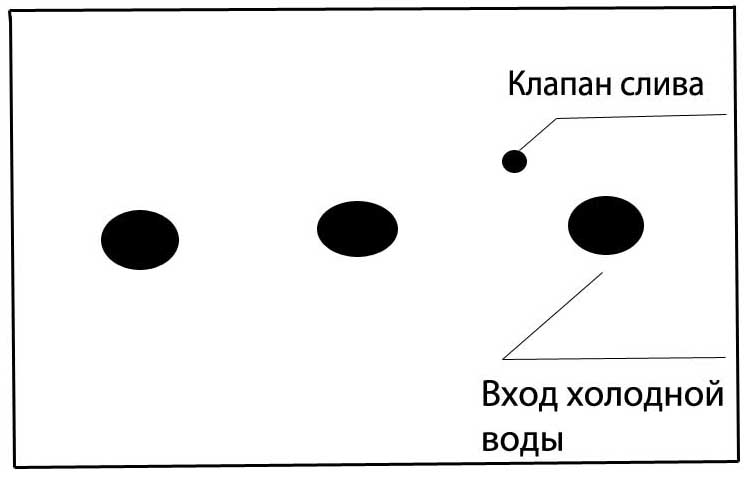 Клапан слива
Вход холодной
воды